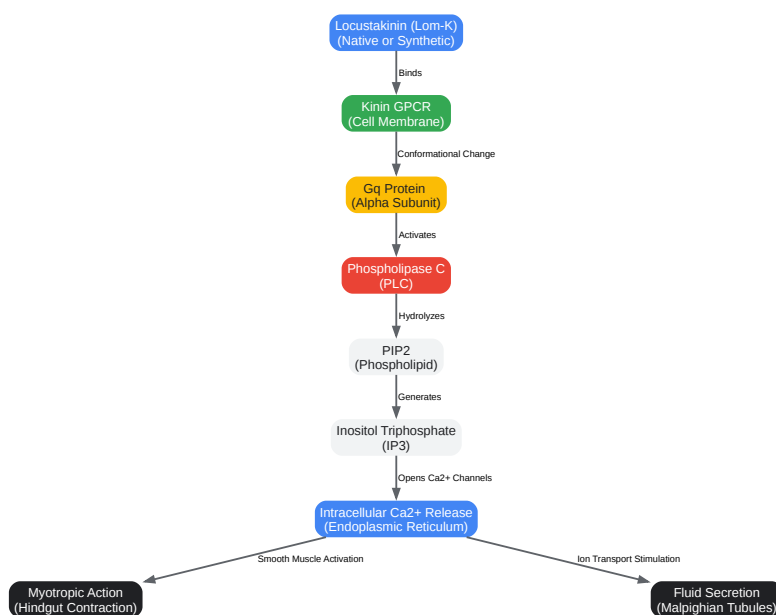 Locustakinin (Lom-K)
(Native or Synthetic)
Binds
Kinin GPCR
(Cell Membrane)
Conformational Change
Gq Protein
(Alpha Subunit)
Activates
Phospholipase C
(PLC)
Hydrolyzes
PIP2
(Phospholipid)
Generates
Inositol Triphosphate
(IP3)
Opens Ca2+ Channels
Intracellular Ca2+ Release
(Endoplasmic Reticulum)
Smooth Muscle Activation
Ion Transport Stimulation
Myotropic Action
(Hindgut Contraction)
Fluid Secretion
(Malpighian Tubules)